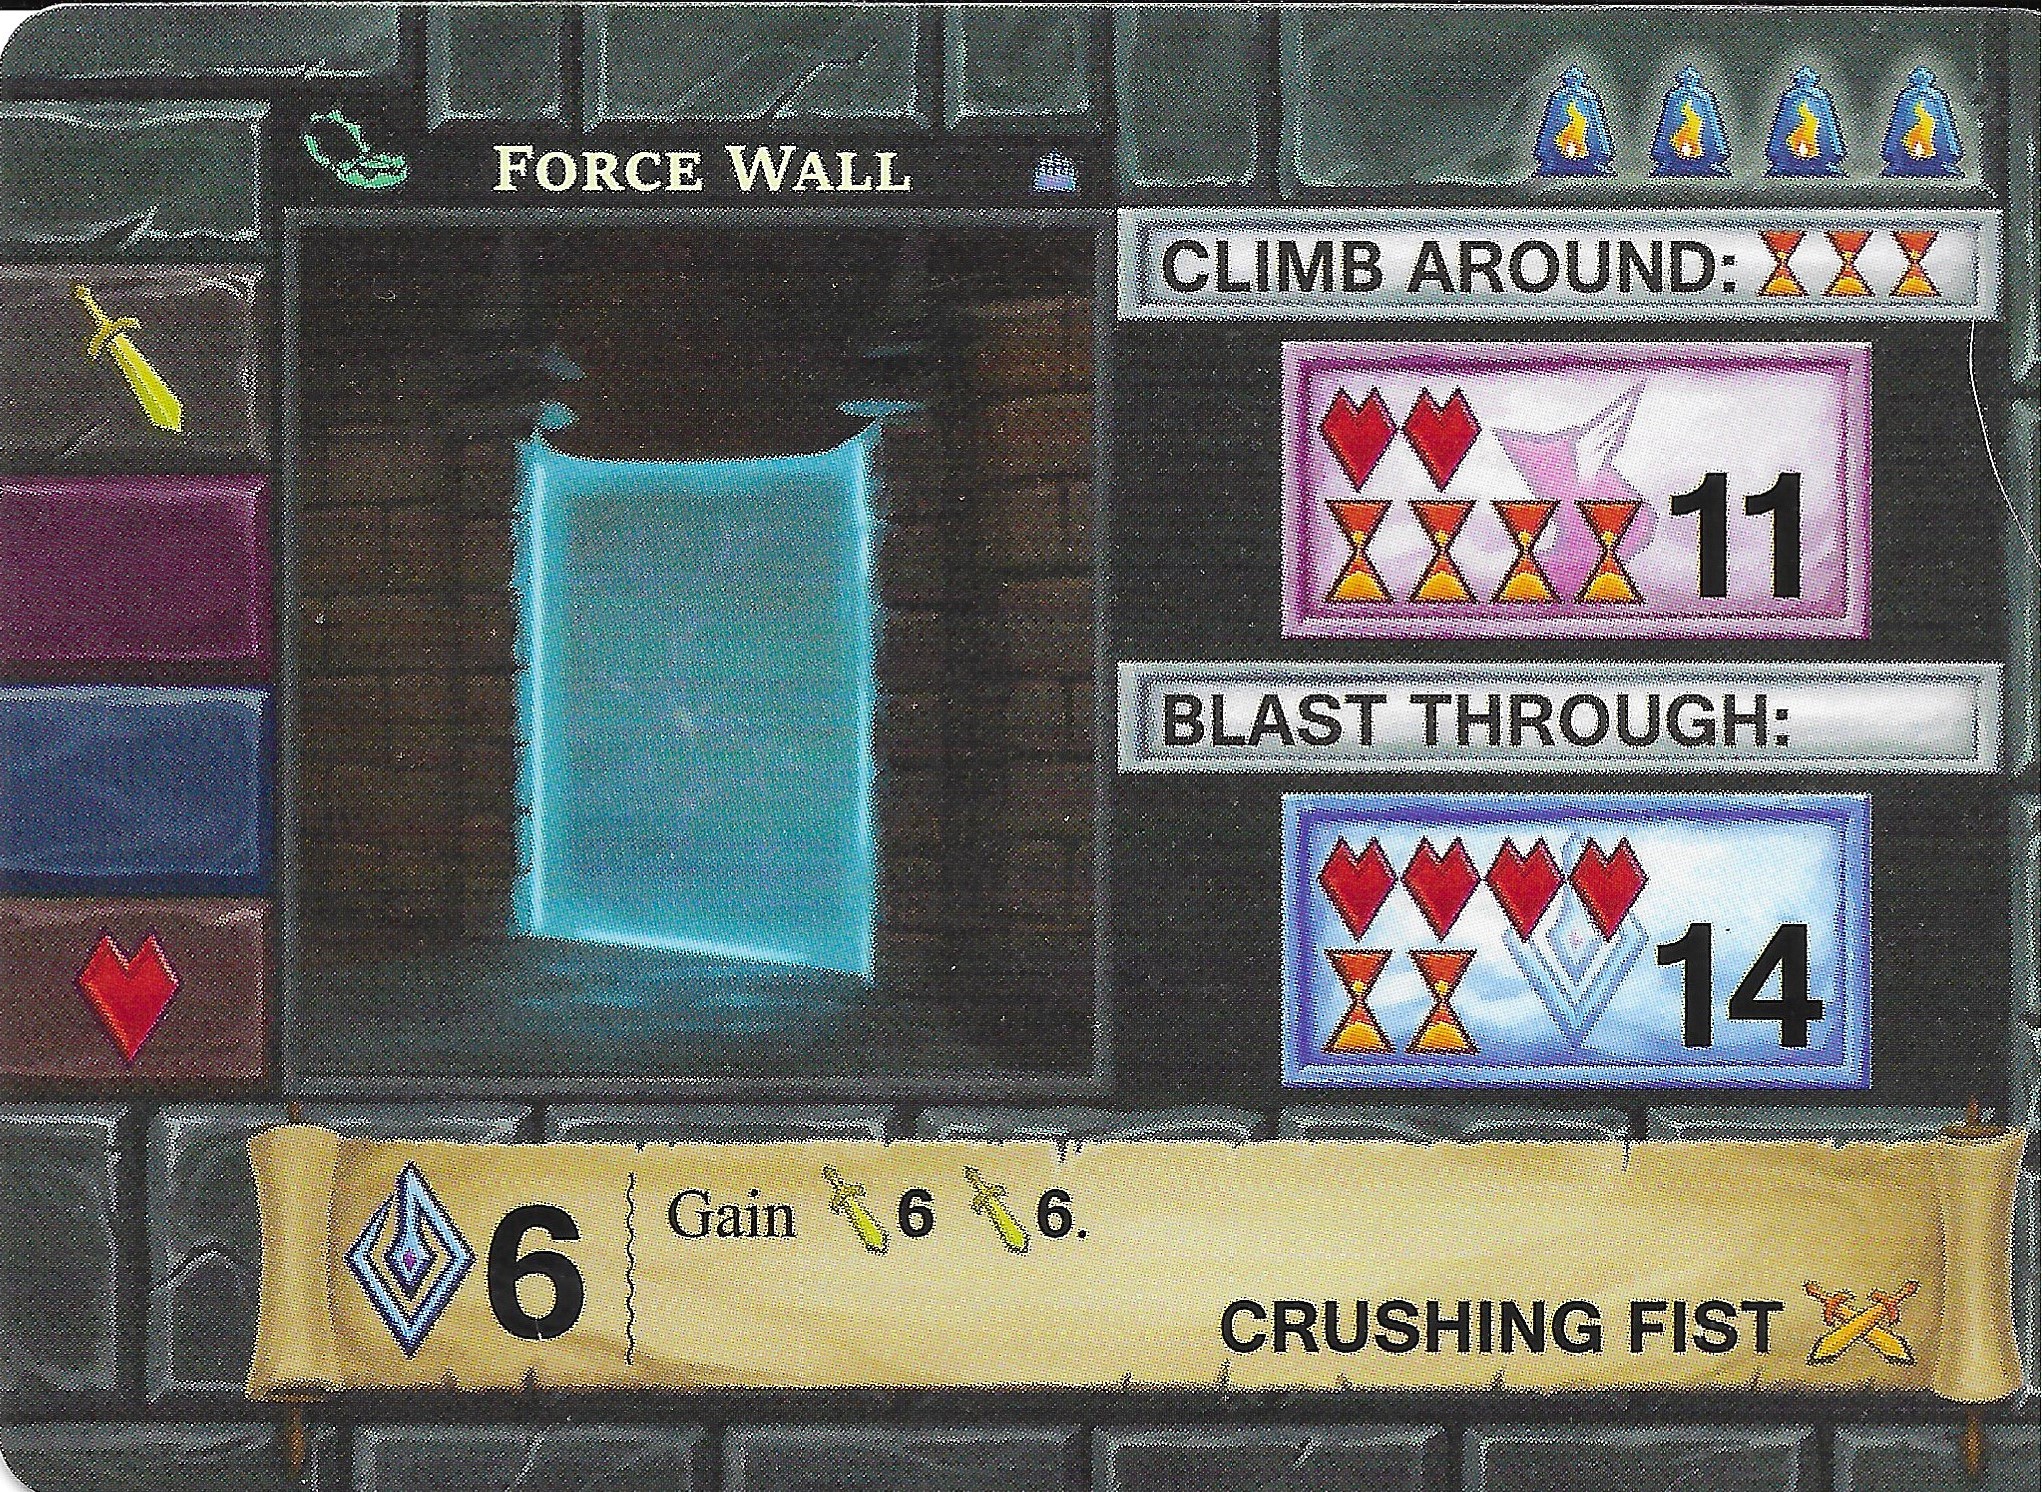 FORCE WALL
CLIMB AROUND:
11
BLAST THROUGH:
14
6
Gain 6 6.
CRUSHING FIST